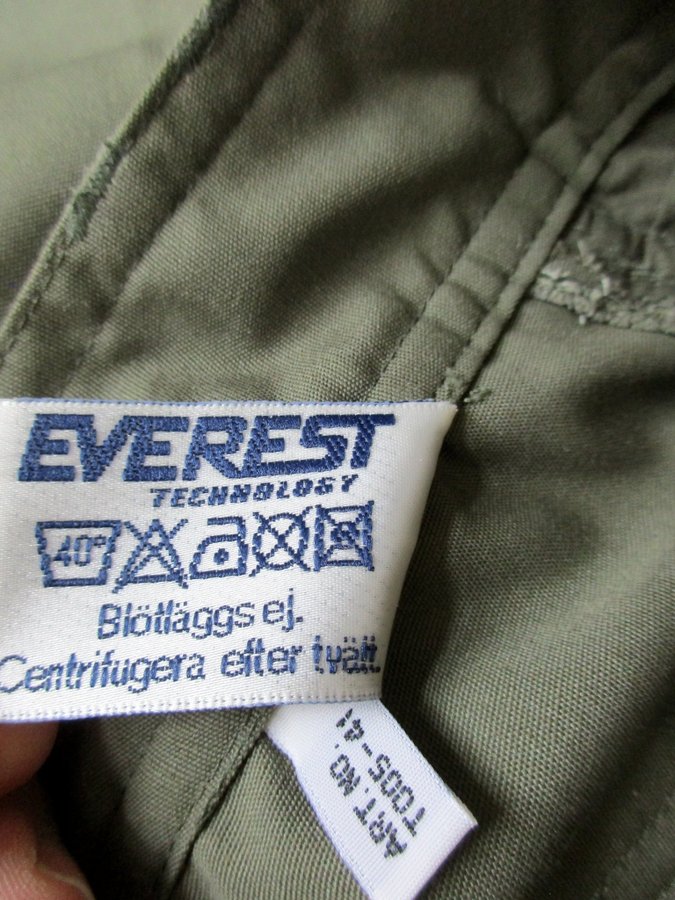 EVEREST
TECHNOLOGY
40°
Blötläggs ej.
Centrifugera efter tvätt
ART.NO.
T005-41